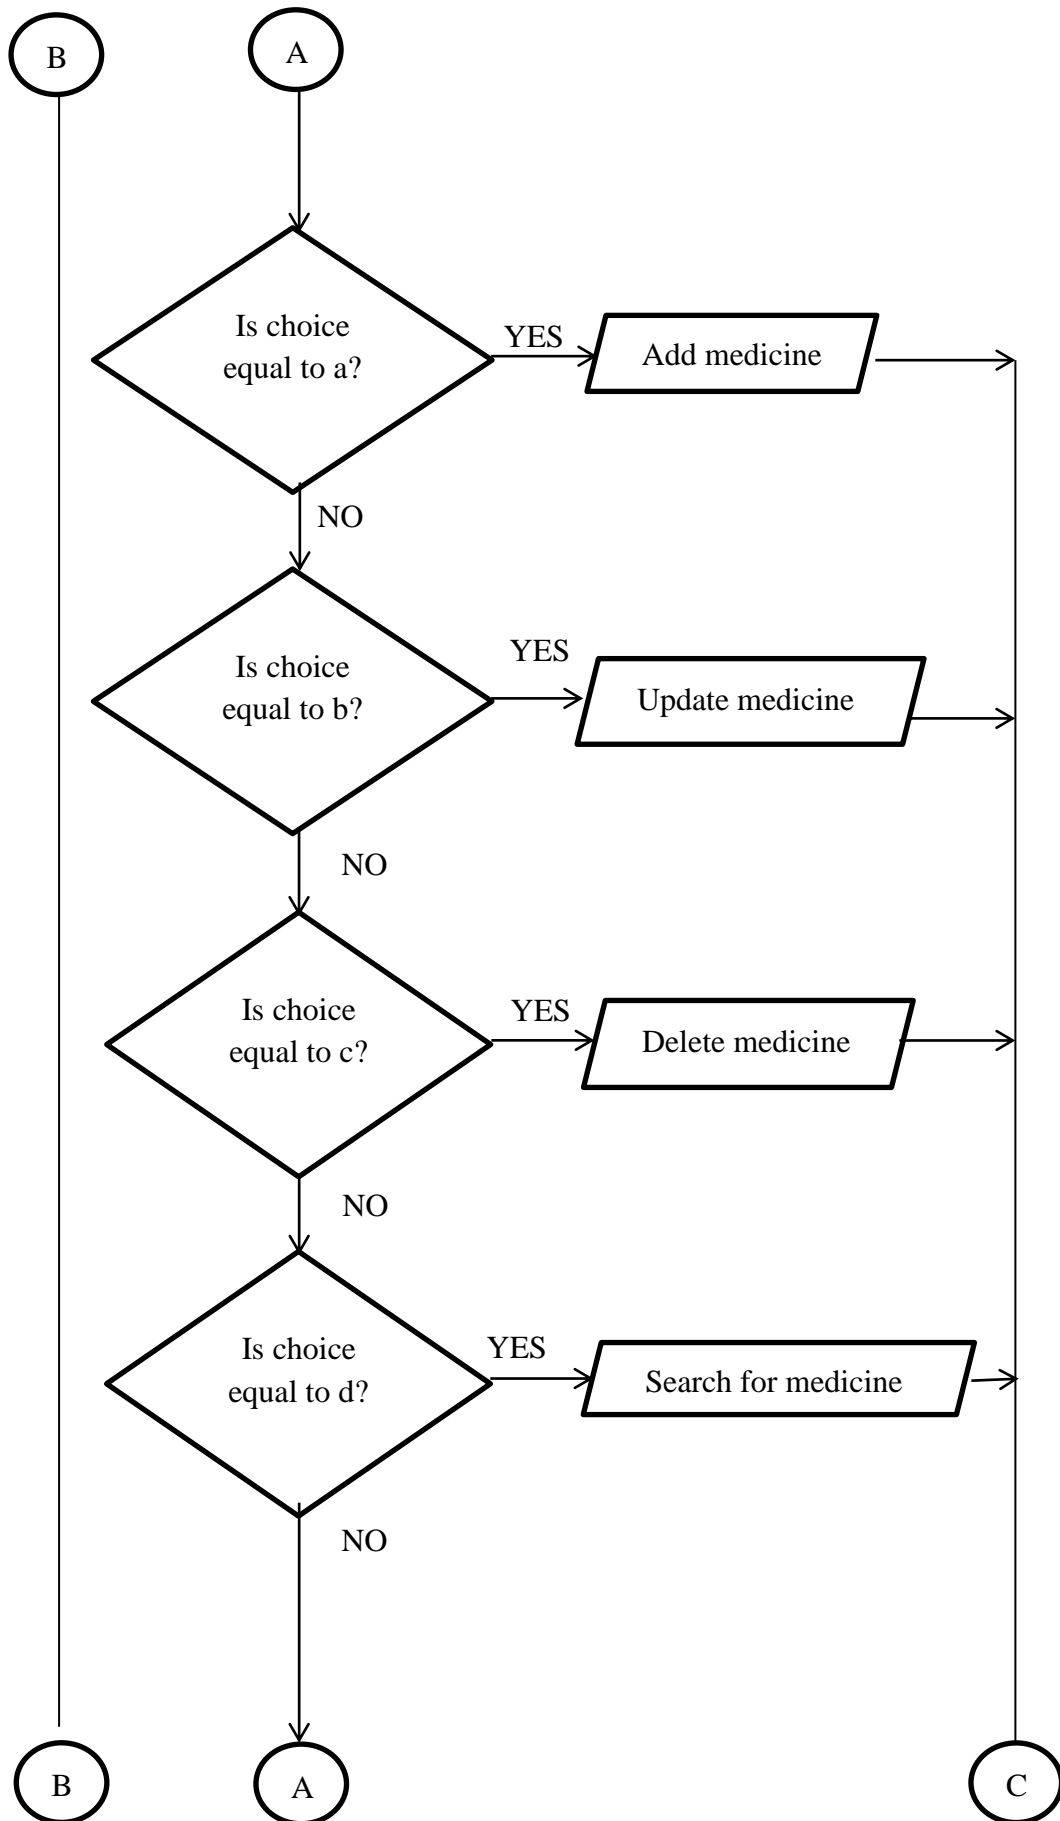 B
A
Is choice
equal to a?
YES
Add medicine
NO
Is choice
equal to b?
YES
Update medicine
NO
Is choice
equal to c?
YES
Delete medicine
NO
Is choice
equal to d?
YES
Search for medicine
NO
B
A
C